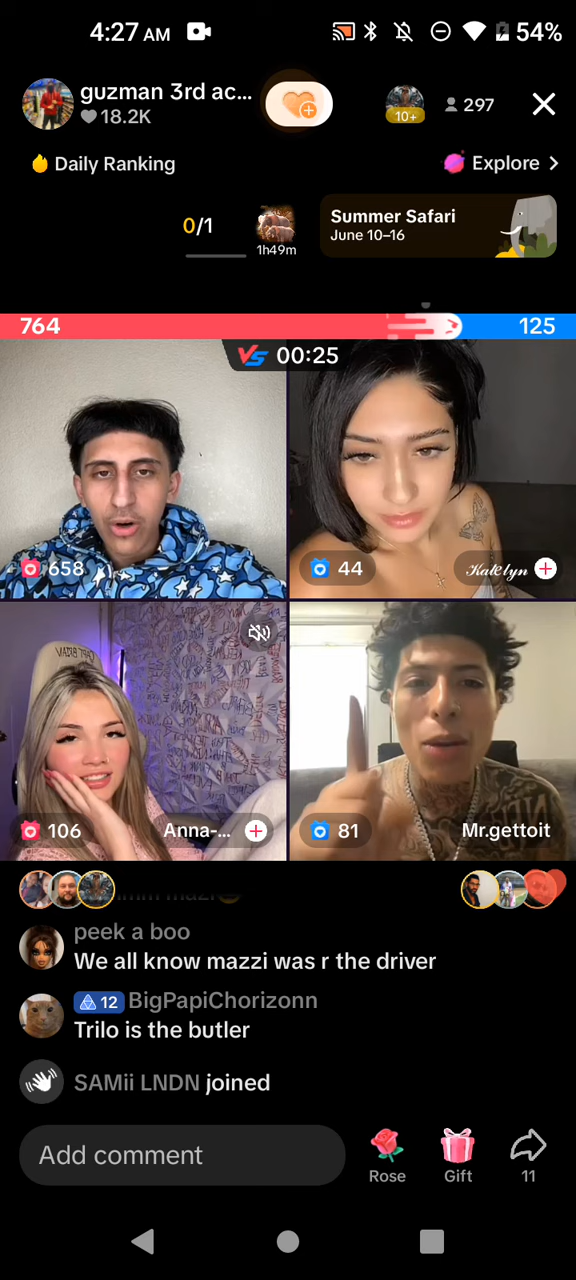 4:27 AM
54%
guzman 3rd ac...
18.2K
10+
297
Daily Ranking
Explore >
0/1
1h49m
Summer Safari
June 10–16
764
125
VS 00:25
658
44
𝒦𝒶𝓉ℯ𝓁𝓎𝓃
106
Anna-...
81
Mr.gettoit
peek a boo
We all know mazzi was r the driver
12 BigPapiChorizonn
Trilo is the butler
SAMii LNDN joined
Add comment
Rose
Gift
11